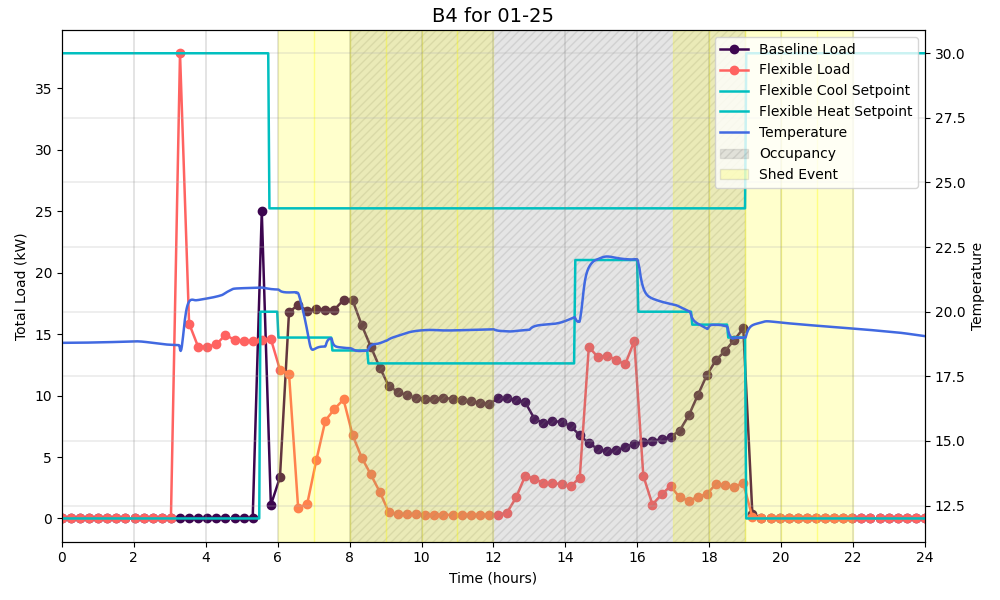 B4 for 01-25
Baseline Load
Flexible Load
Flexible Cool Setpoint
Flexible Heat Setpoint
Temperature
Occupancy
Shed Event
Total Load (kW)
35
30
25
20
15
10
5
0
30.0
27.5
25.0
22.5
20.0
17.5
15.0
12.5
Temperature
0 2 4 6 8 10 12 14 16 18 20 22 24
Time (hours)